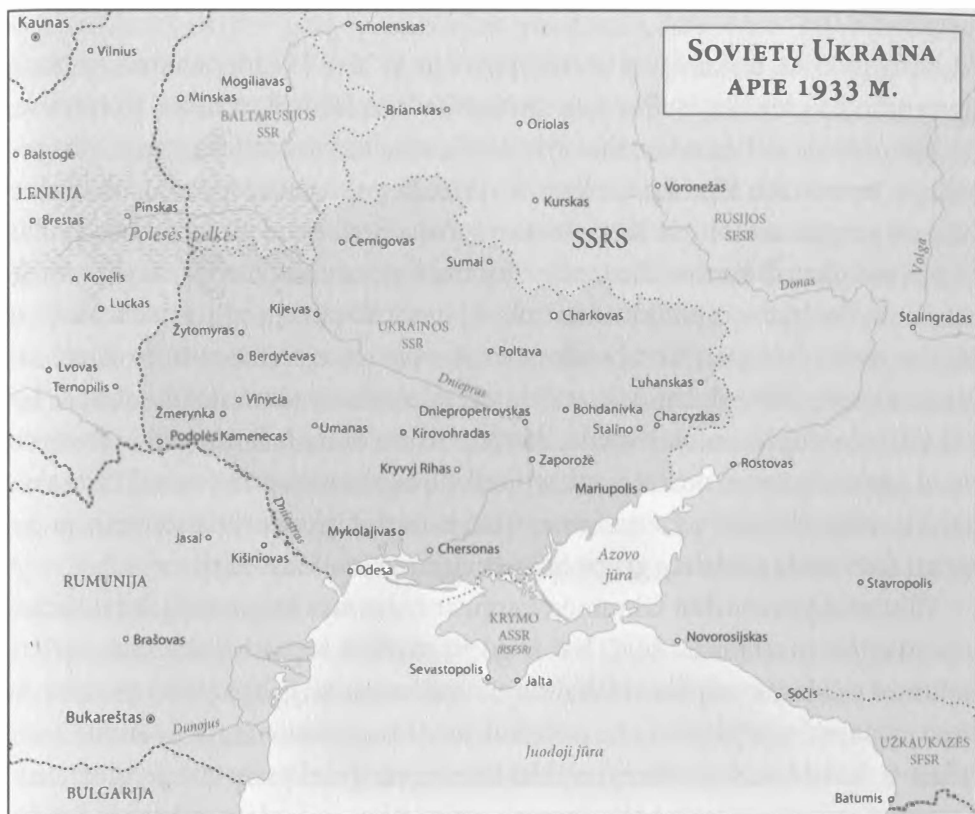 SOVIETŲ UKRAINA
APIE 1933 M.
Kaunas
Vilnius
Smolenskas
Mogiliava
Minskas
BALTARUSIJOS
SSR
Brianskas
Oriolas
Balstogė
LENKIJA
Brestas
Pinskas
Polesės pelkės
Kurskas
Voronežas
SSRS
RUSIJOS
SFSR
Volga
Černigovas
Sumai
Kovelis
Luckas
Kijevas
Donas
Charkovas
Stalingradas
UKRAINOS
SSR
Žytomyras
Berdyčevas
Poltava
Lvovas
Ternopilis
Dniepras
Luhanskas
Vinycia
Žmerynka
Dniepropetrovskas
Bohdanivka
Charcyzkas
Stalino
Umanas
Kirovohradas
Podolės Kamenecas
Zaporožė
Kryvyj Rihas
Rostovas
Mariupolis
Dniestras
Mykolajivas
Jasai
Kišiniovas
Chersonas
Odesa
Azovo
jūra
RUMUNIJA
Stavropolis
KRYMO
ASSR
(RSFSR)
Brašovas
Novorosijskas
Sevastopolis
Jalta
Sočis
Bukareštas
Dunojus
Juodoji jūra
UŽKAUKAZĖS
SFSR
BULGARIJA
Batumis